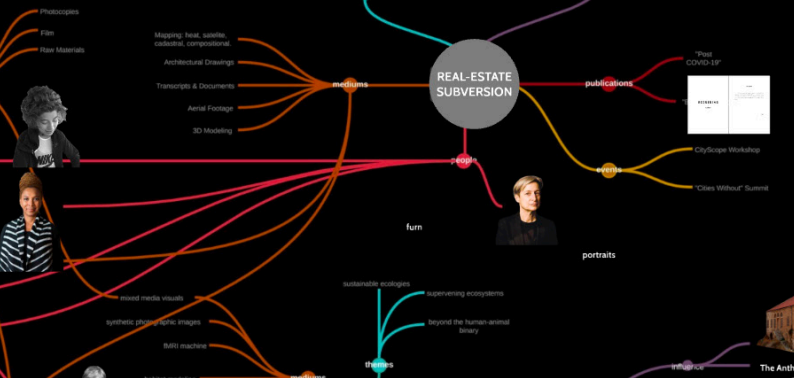 Photocopies
Film
Raw Materials
Mapping: heat, satellite,
cadastral, compositional.
Architectural Drawings
Transcripts & Documents
Aerial Footage
3D Modeling
mediums
REAL-ESTATE
SUBVERSION
publications
"Post
COVID-19"
people
events
CityScope Workshop
"Cities Without" Summit
furn
portraits
mixed media visuals
synthetic photographic images
fMRI machine
mediums
sustainable ecologies
supervening ecosystems
beyond the human-animal
binary
themes
influence
The Anth